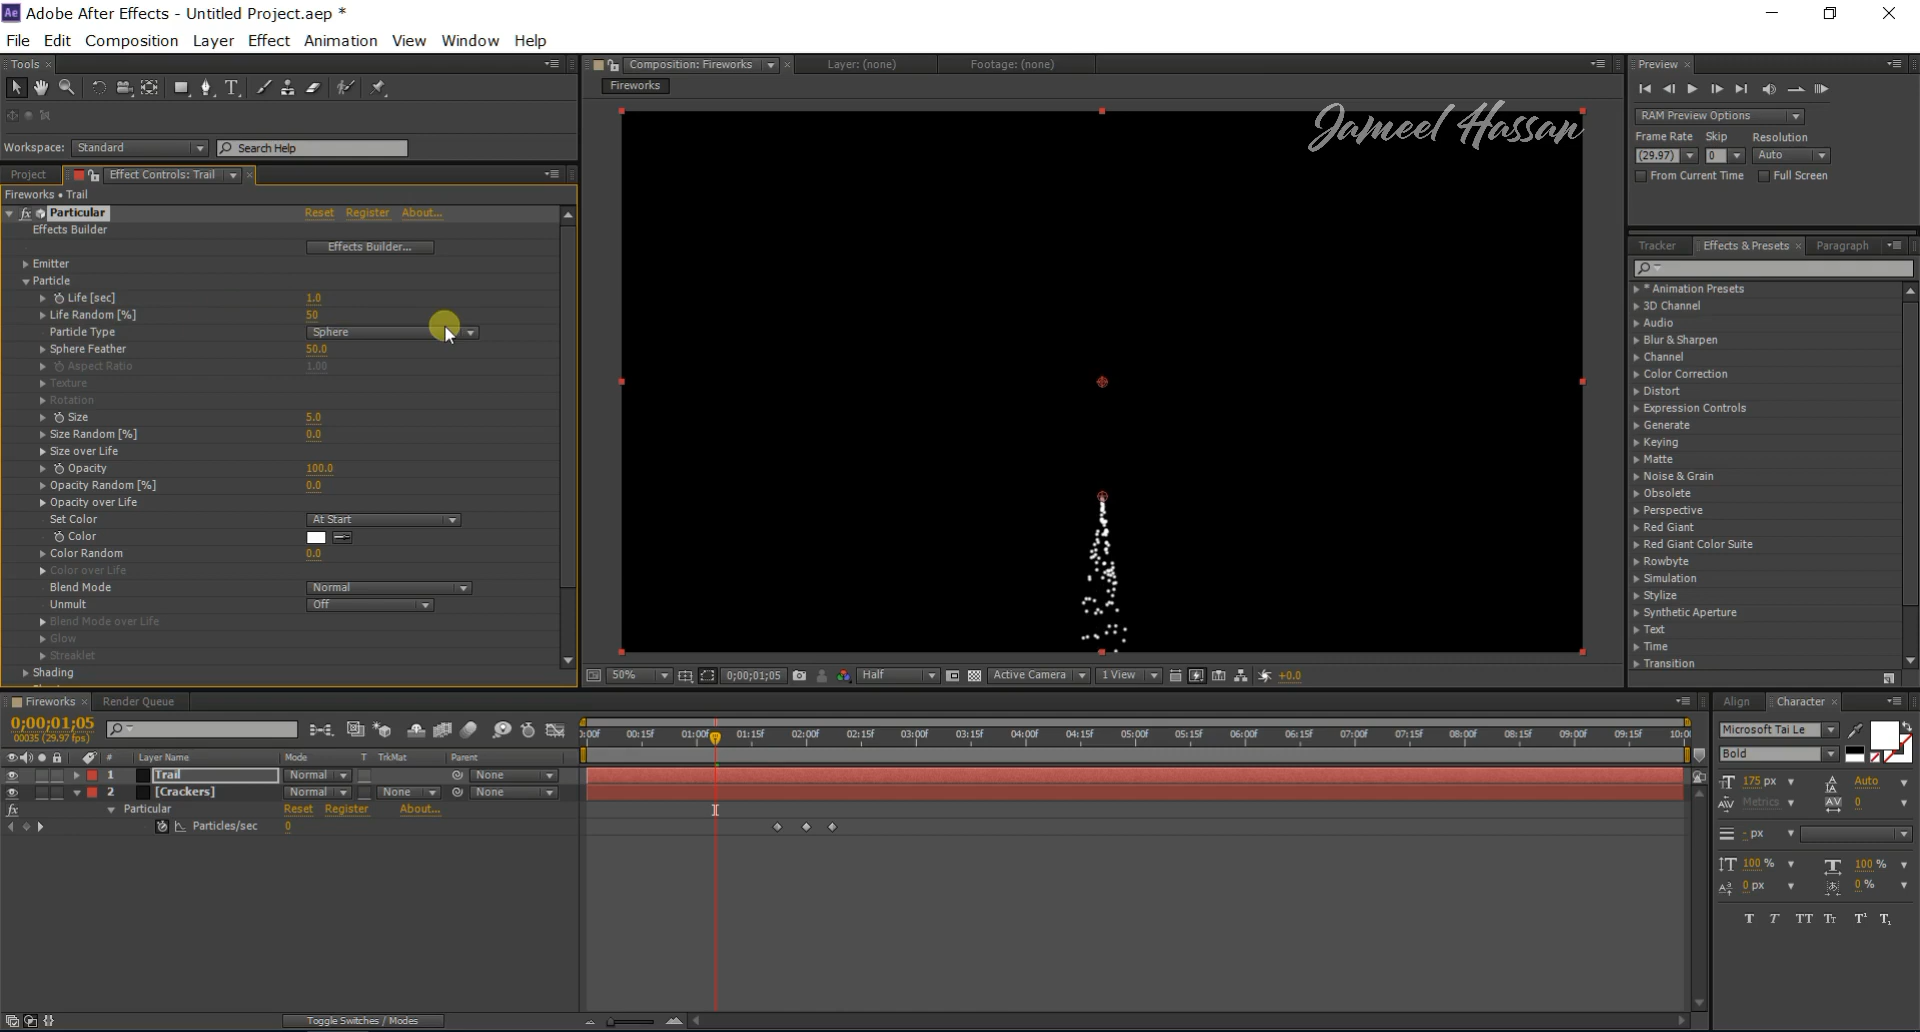 Adobe After Effects - Untitled Project.aep *
File Edit Composition Layer Effect Animation View Window Help
Tools
Workspace: Standard Search Help
Project Effect Controls: Trail
Fireworks • Trail
Particular Reset Register About...
Effects Builder
Effects Builder...
Emitter
Particle
Life [sec] 1.0
Life Random [%] 50
Particle Type Sphere
Sphere Feather 50.0
Aspect Ratio 1.00
Texture
Rotation
Size 5.0
Size Random [%] 0.0
Size over Life
Opacity 100.0
Opacity Random [%] 0.0
Opacity over Life
Set Color At Start
Color
Color Random 0.0
Color over Life
Blend Mode Normal
Unmult Off
Blend Mode over Life
Glow
Streaklet
Shading
Composition: Fireworks Layer: (none) Footage: (none)
Fireworks
Jameel Hassan
50% 0;00;01;05 Half Active Camera 1 View +0.0
Preview
RAM Preview Options
Frame Rate Skip Resolution
(29.97) 0 Auto
From Current Time Full Screen
Tracker Effects & Presets Paragraph
* Animation Presets
3D Channel
Audio
Blur & Sharpen
Channel
Color Correction
Distort
Expression Controls
Generate
Keying
Matte
Noise & Grain
Obsolete
Perspective
Red Giant
Red Giant Color Suite
Rowbyte
Simulation
Stylize
Synthetic Aperture
Text
Time
Transition
Fireworks Render Queue
0;00;01;05
00035 (29.97 fps)
):00f 00:15f 01:00f 01:15f 02:00f 02:15f 03:00f 03:15f 04:00f 04:15f 05:00f 05:15f 06:00f 06:15f 07:00f 07:15f 08:00f 08:15f 09:00f 09:15f 10:00
# Layer Name Mode T TrkMat Parent
1 Trail Normal None
2 [Crackers] Normal None None
fx Particular Reset Register About...
Particles/sec 0
Toggle Switches / Modes
Align Character
Microsoft Tai Le
Bold
175 px Auto
Metrics 0
- px
100 % 100 %
0 px 0 %
T T TT Tt T¹ T₁